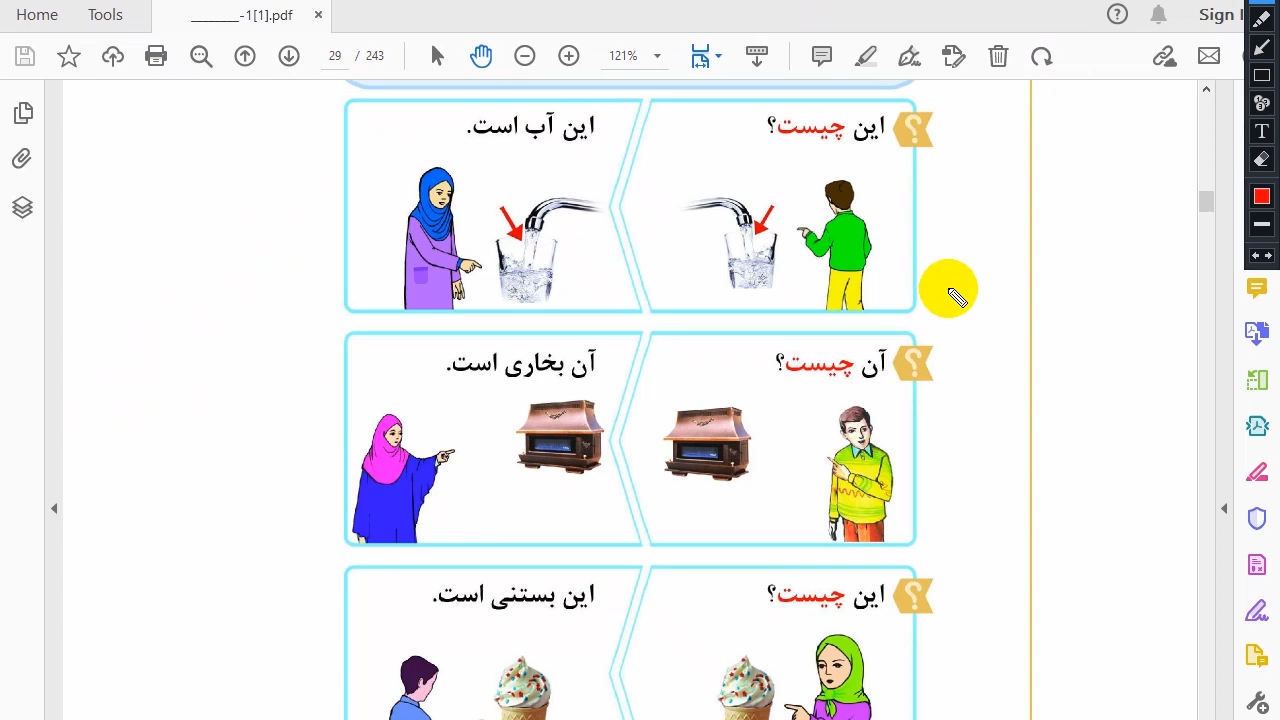 Home
Tools
________-1[1].pdf
Sign I
29 / 243
121%
این چیست؟
این آب است.
آن چیست؟
آن بخاری است.
این چیست؟
این بستنی است.